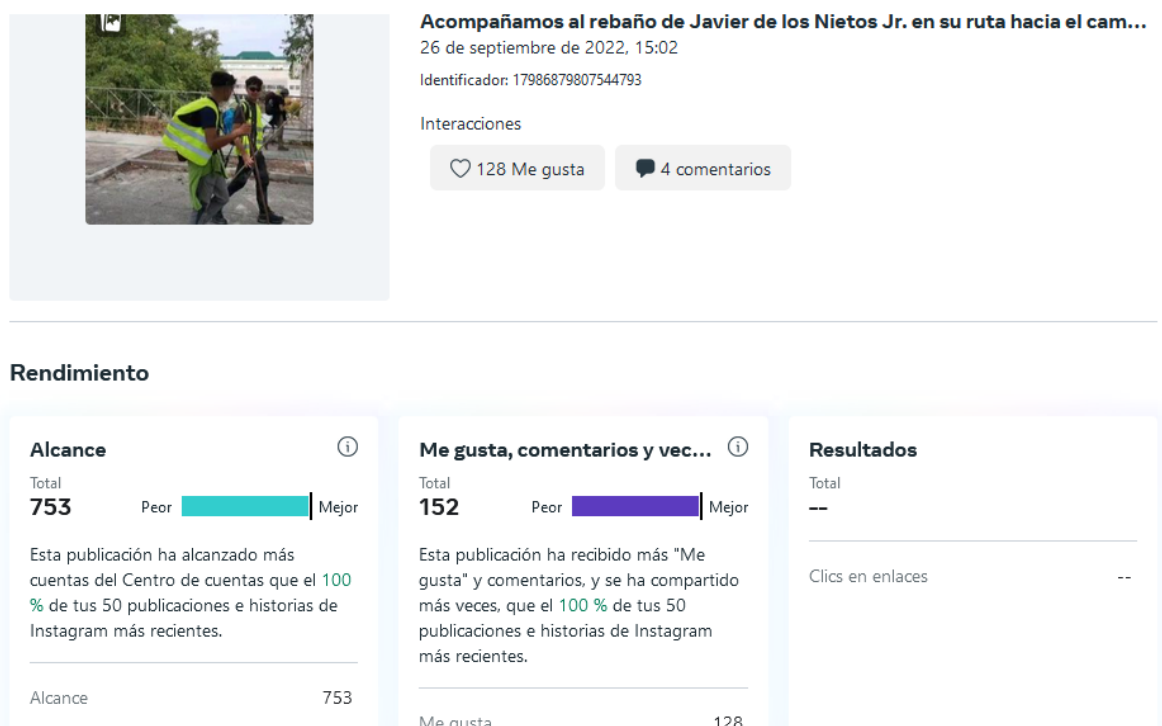 Acompañamos al rebaño de Javier de los Nietos Jr. en su ruta hacia el cam...
26 de septiembre de 2022, 15:02
Identificador: 17986879807544793
Interacciones
128 Me gusta
4 comentarios
Rendimiento
Alcance
Total
753
Peor
Mejor
Esta publicación ha alcanzado más
cuentas del Centro de cuentas que el 100
% de tus 50 publicaciones e historias de
Instagram más recientes.
Alcance
753
Me gusta, comentarios y vec...
Total
152
Peor
Mejor
Esta publicación ha recibido más "Me
gusta" y comentarios, y se ha compartido
más veces, que el 100 % de tus 50
publicaciones e historias de Instagram
más recientes.
Me gusta
128
Resultados
Total
--
Clics en enlaces
--